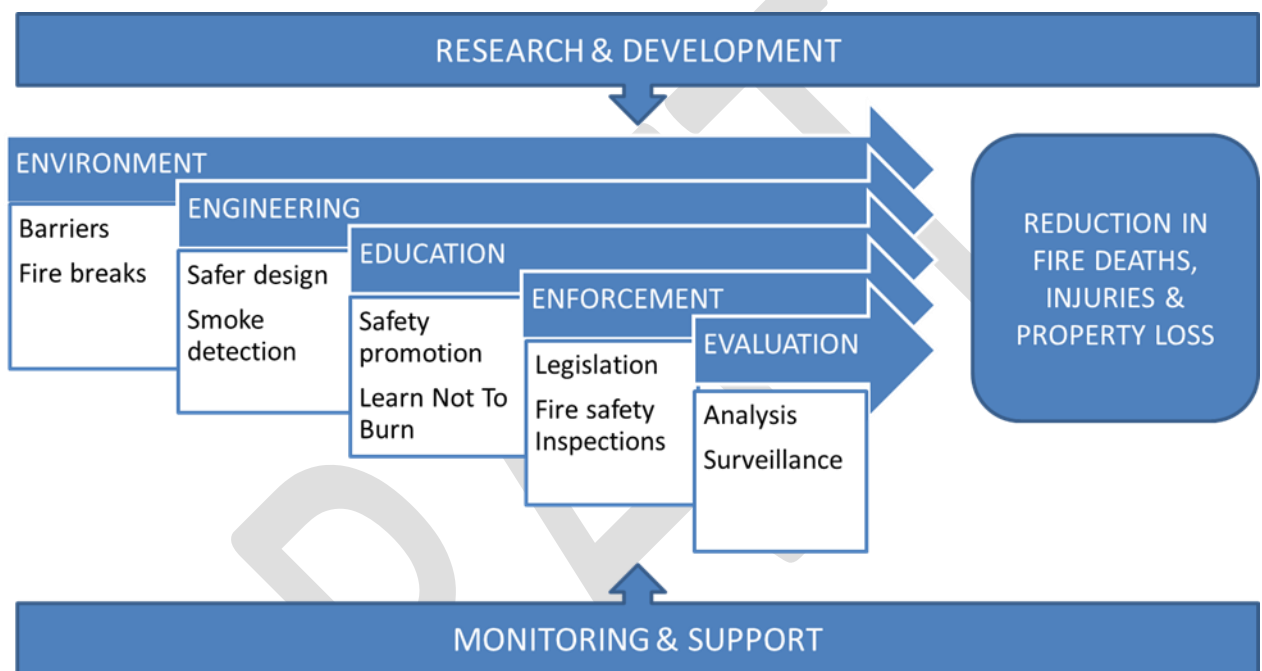 RESEARCH & DEVELOPMENT
ENVIRONMENT
Barriers
Fire breaks
ENGINEERING
Safer design
Smoke
detection
EDUCATION
Safety
promotion
Learn Not To
Burn
ENFORCEMENT
Legislation
Fire safety
Inspections
EVALUATION
Analysis
Surveillance
REDUCTION IN
FIRE DEATHS,
INJURIES &
PROPERTY LOSS
MONITORING & SUPPORT